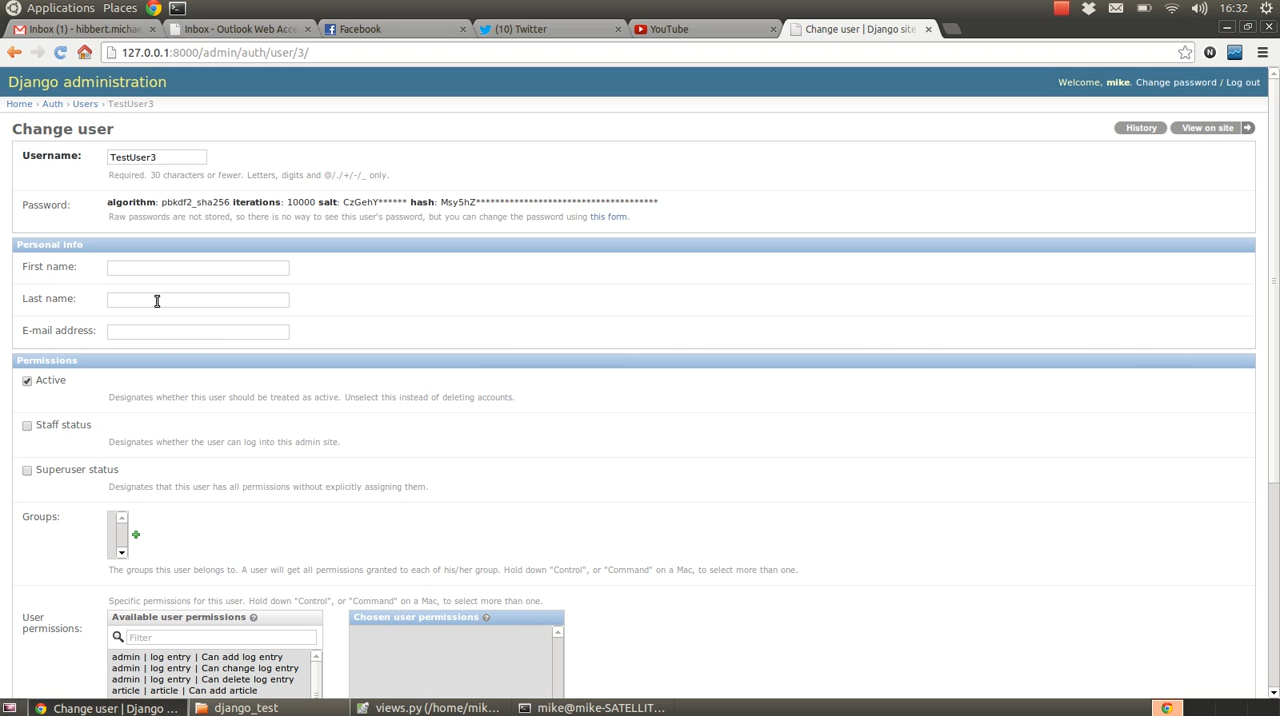 Applications Places 16:32
Inbox (1) - hibbert.michae × Inbox - Outlook Web Acce × Facebook × (10) Twitter × YouTube × Change user | Django site ×
127.0.0.1:8000/admin/auth/user/3/
Django administration
Welcome, mike. Change password / Log out
Home › Auth › Users › TestUser3
Change user
History View on site
Username: TestUser3
Required. 30 characters or fewer. Letters, digits and @/./+/-/_ only.
Password: algorithm: pbkdf2_sha256 iterations: 10000 salt: CzGehY****** hash: Msy5hZ**************************************
Raw passwords are not stored, so there is no way to see this user's password, but you can change the password using this form.
Personal info
First name:
Last name:
E-mail address:
Permissions
Active
Designates whether this user should be treated as active. Unselect this instead of deleting accounts.
Staff status
Designates whether the user can log into this admin site.
Superuser status
Designates that this user has all permissions without explicitly assigning them.
Groups:
The groups this user belongs to. A user will get all permissions granted to each of his/her group. Hold down "Control", or "Command" on a Mac, to select more than one.
Specific permissions for this user. Hold down "Control", or "Command" on a Mac, to select more than one.
User permissions:
Available user permissions ?
Chosen user permissions ?
Filter
admin | log entry | Can add log entry
admin | log entry | Can change log entry
admin | log entry | Can delete log entry
article | article | Can add article
Change user | Django ... django_test views.py (/home/mik... mike@mike-SATELLIT...